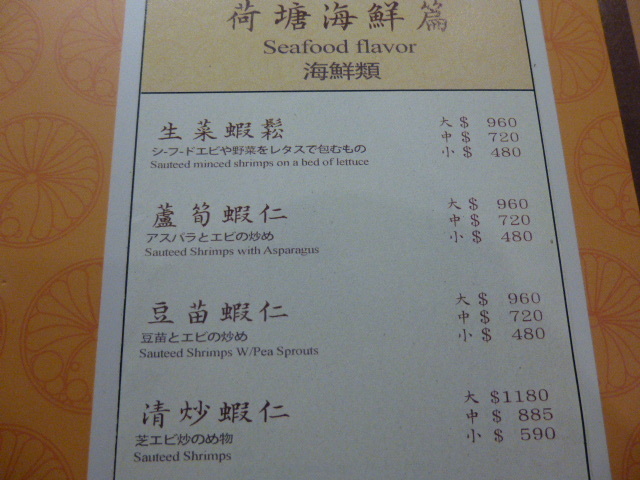 荷塘海鮮篇
Seafood flavor
海鮮類
生菜蝦鬆 大 $ 960
シ-フ-ドエビや野菜をレタスで包むもの 中 $ 720
Sauteed minced shrimps on a bed of lettuce 小 $ 480
蘆筍蝦仁 大 $ 960
アスパラとエビの炒め 中 $ 720
Sauteed Shrimps with Asparagus 小 $ 480
豆苗蝦仁 大 $ 960
豆苗とエビの炒め 中 $ 720
Sauteed Shrimps W/Pea Sprouts 小 $ 480
清炒蝦仁 大 $1180
芝エビ炒のめ物 中 $ 885
Sauteed Shrimps 小 $ 590